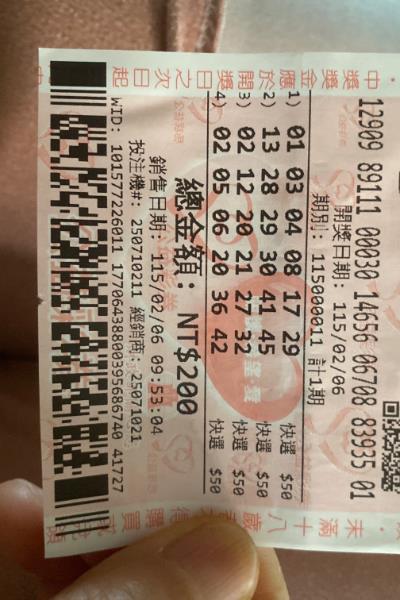 12909 89111 00030 14656 06708 83935 01
開獎日期: 115/02/06
期別: 115000011 計1期
1) 01 03 04 08 17 29 快選 $50
2) 13 28 29 30 41 45 快選 $50
3) 02 12 20 21 27 32 快選 $50
4) 02 05 06 20 36 42 快選 $50
總金額: NT$200
銷售日期: 115/02/06 09:53:04
投注機#: 250710211 經銷商: 25071021
WID: 101577226011 17706438800395686740 41727